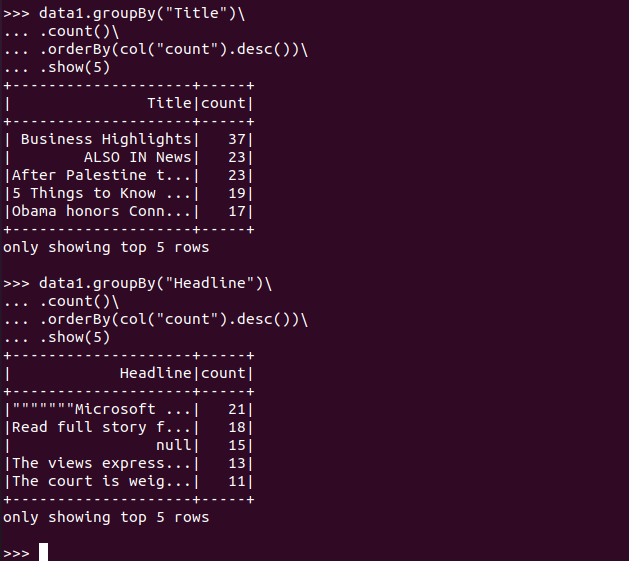 >>> data1.groupBy("Title")\
... .count()\
... .orderBy(col("count").desc())\
... .show(5)
+--------------------+-----+
|               Title|count|
+--------------------+-----+
| Business Highlights|   37|
|        ALSO IN News|   23|
|After Palestine t...|   23|
|5 Things to Know ...|   19|
|Obama honors Conn...|   17|
+--------------------+-----+
only showing top 5 rows

>>> data1.groupBy("Headline")\
... .count()\
... .orderBy(col("count").desc())\
... .show(5)
+--------------------+-----+
|            Headline|count|
+--------------------+-----+
|"""""""Microsoft ...|   21|
|Read full story f...|   18|
|                null|   15|
|The views express...|   13|
|The court is weig...|   11|
+--------------------+-----+
only showing top 5 rows

>>>